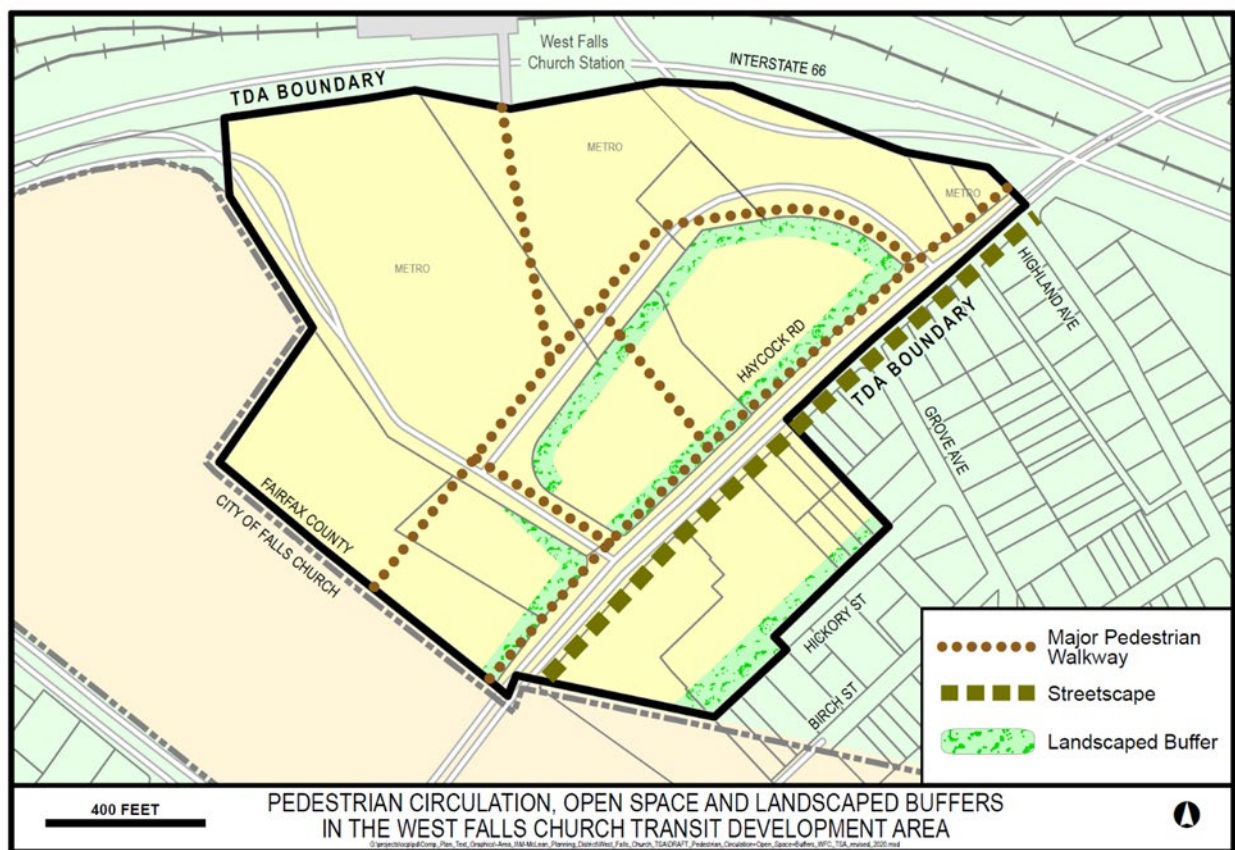 West Falls
Church Station
INTERSTATE 66
TDA BOUNDARY
METRO
METRO
METRO
HIGHLAND AVE
TDA BOUNDARY
HAYCOCK RD
GROVE AVE
FAIRFAX COUNTY
CITY OF FALLS CHURCH
HICKORY ST
BIRCH ST
Major Pedestrian
Walkway
Streetscape
Landscaped Buffer
400 FEET
PEDESTRIAN CIRCULATION, OPEN SPACE AND LANDSCAPED BUFFERS
IN THE WEST FALLS CHURCH TRANSIT DEVELOPMENT AREA